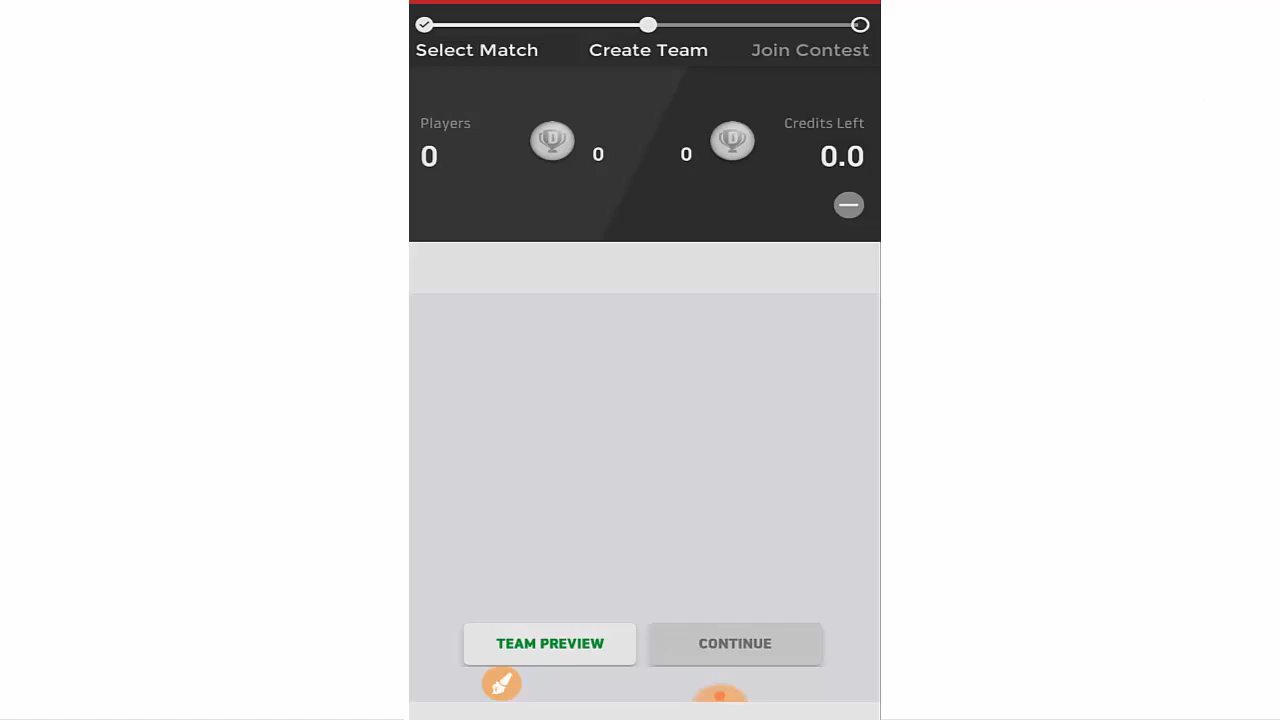 Select Match Create Team Join Contest
Players Credits Left
0 D 0 0 D 0.0
TEAM PREVIEW CONTINUE